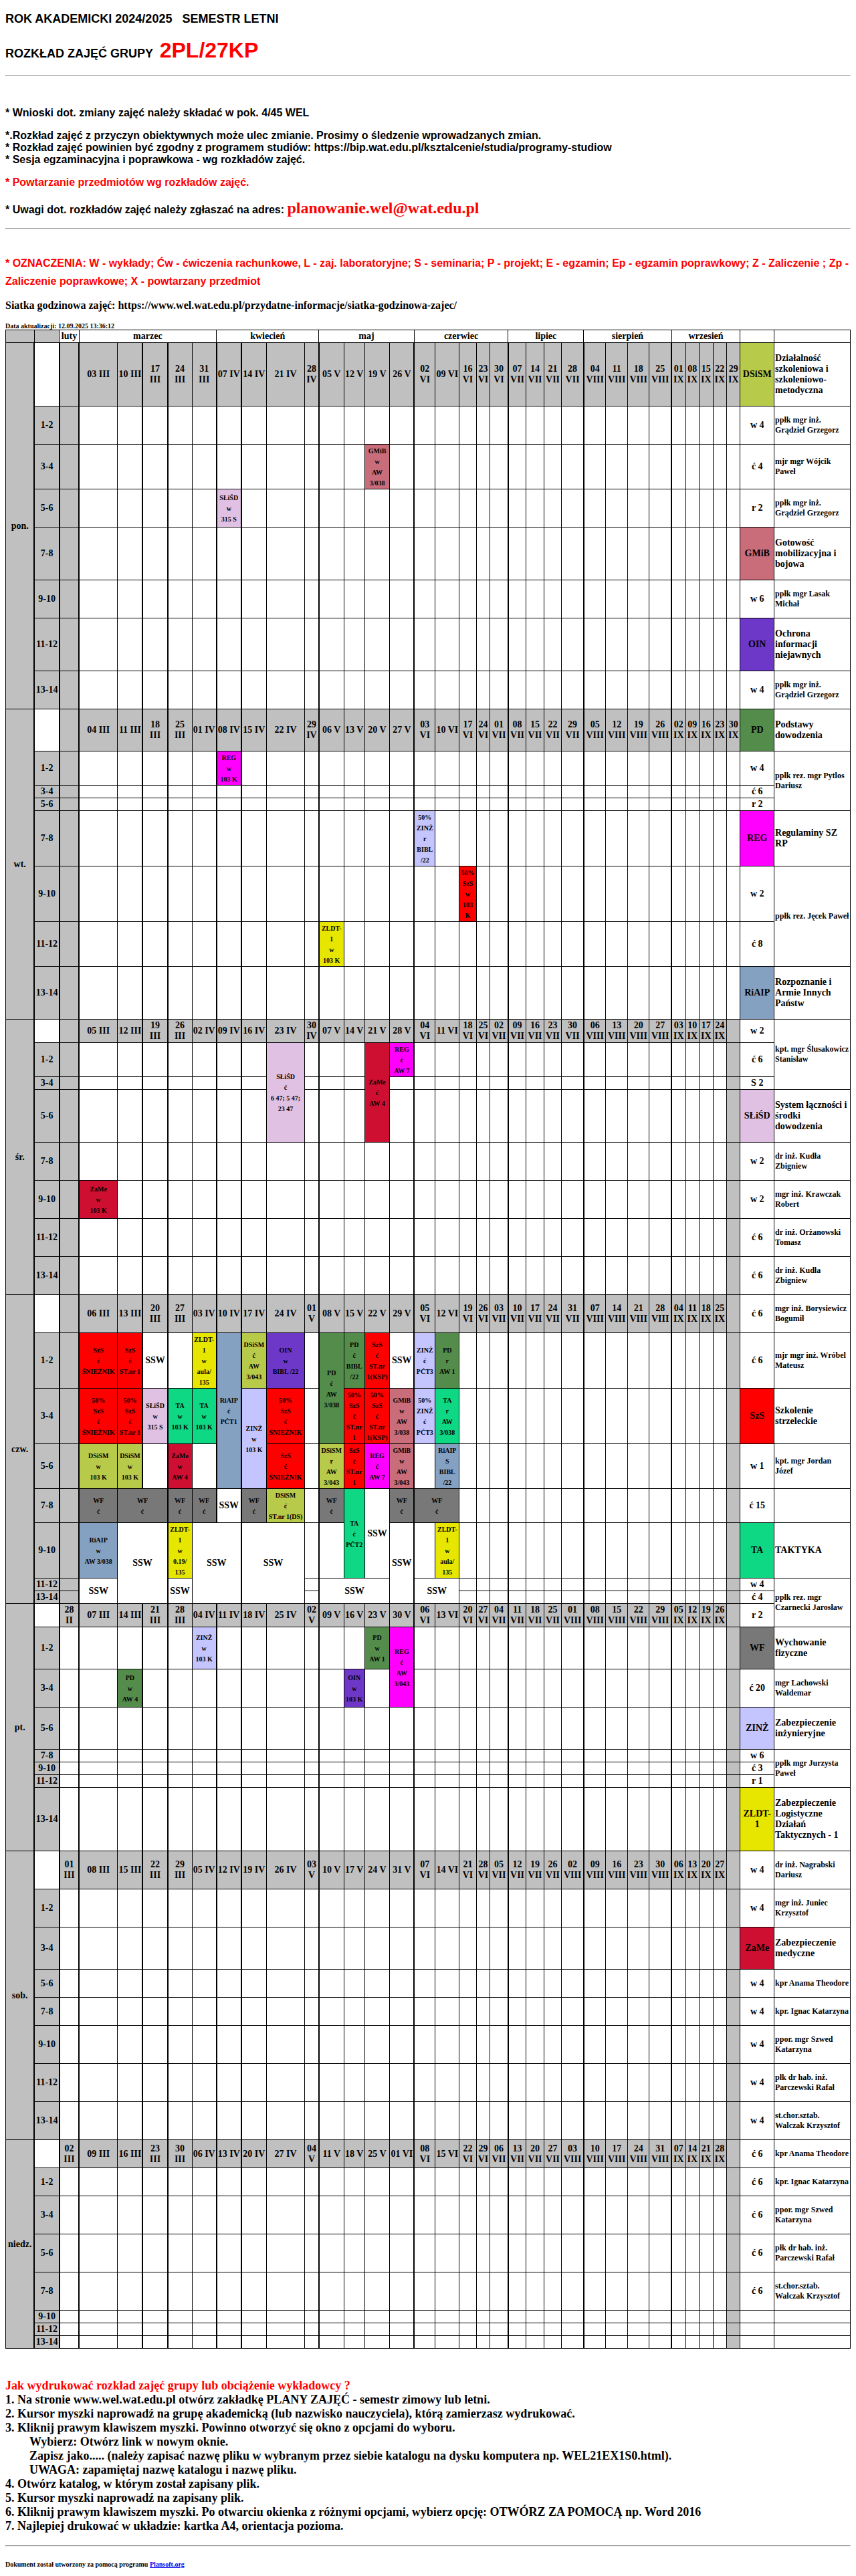 ROK AKADEMICKI 2024/2025 SEMESTR LETNI
ROZKŁAD ZAJĘĆ GRUPY 2PL/27KP
* Wnioski dot. zmiany zajęć należy składać w pok. 4/45 WEL
*.Rozkład zajęć z przyczyn obiektywnych może ulec zmianie. Prosimy o śledzenie wprowadzanych zmian.
* Rozkład zajęć powinien być zgodny z programem studiów: https://bip.wat.edu.pl/ksztalcenie/studia/programy-studiow
* Sesja egzaminacyjna i poprawkowa - wg rozkładów zajęć.
* Powtarzanie przedmiotów wg rozkładów zajęć.
* Uwagi dot. rozkładów zajęć należy zgłaszać na adres: planowanie.wel@wat.edu.pl
* OZNACZENIA: W - wykłady; Ćw - ćwiczenia rachunkowe, L - zaj. laboratoryjne; S - seminaria; P - projekt; E - egzamin; Ep - egzamin poprawkowy; Z - Zaliczenie ; Zp -
Zaliczenie poprawkowe; X - powtarzany przedmiot
Siatka godzinowa zajęć: https://www.wel.wat.edu.pl/przydatne-informacje/siatka-godzinowa-zajec/
Data aktualizacji: 12.09.2025 13:36:12
luty marzec kwiecień maj czerwiec lipiec sierpień wrzesień
pon. 03 III 10 III 17 III 24 III 31 III 07 IV 14 IV 21 IV 28 IV 05 V 12 V 19 V 26 V 02 VI 09 VI 16 VI 23 VI 30 VI 07 VII 14 VII 21 VII 28 VII 04 VIII 11 VIII 18 VIII 25 VIII 01 IX 08 IX 15 IX 22 IX 29 IX DSiSM Działalność szkoleniowa i szkoleniowo-metodyczna
1-2 w 4 ppłk mgr inż. Grądziel Grzegorz
3-4 GMiB w AW 3/038 ć 4 mjr mgr Wójcik Paweł
5-6 SŁiŚD w 315 S r 2 ppłk mgr inż. Grądziel Grzegorz
7-8 GMiB Gotowość mobilizacyjna i bojowa
9-10 w 6 ppłk mgr Lasak Michał
11-12 OIN Ochrona informacji niejawnych
13-14 w 4 ppłk mgr inż. Grądziel Grzegorz
wt. 04 III 11 III 18 III 25 III 01 IV 08 IV 15 IV 22 IV 29 IV 06 V 13 V 20 V 27 V 03 VI 10 VI 17 VI 24 VI 01 VII 08 VII 15 VII 22 VII 29 VII 05 VIII 12 VIII 19 VIII 26 VIII 02 IX 09 IX 16 IX 23 IX 30 IX PD Podstawy dowodzenia
1-2 REG w 103 K w 4 ppłk rez. mgr Pytlos Dariusz
3-4 ć 6
5-6 r 2
7-8 50% ZINŻ r BIBL /22 REG Regulaminy SZ RP
9-10 50% SzS w 103 K w 2 ppłk rez. Jęcek Paweł
11-12 ZLDT-1 w 103 K ć 8
13-14 RiAIP Rozpoznanie i Armie Innych Państw
śr. 05 III 12 III 19 III 26 III 02 IV 09 IV 16 IV 23 IV 30 IV 07 V 14 V 21 V 28 V 04 VI 11 VI 18 VI 25 VI 02 VII 09 VII 16 VII 23 VII 30 VII 06 VIII 13 VIII 20 VIII 27 VIII 03 IX 10 IX 17 IX 24 IX w 2 kpt. mgr Ślusakowicz Stanisław
1-2 SŁiŚD ć 6 47; 5 47; 23 47 ZaMe ć AW 4 REG ć AW 7 ć 6
3-4 S 2
5-6 SŁiŚD System łączności i środki dowodzenia
7-8 w 2 dr inż. Kudła Zbigniew
9-10 ZaMe w 103 K w 2 mgr inż. Krawczak Robert
11-12 ć 6 dr inż. Orżanowski Tomasz
13-14 ć 6 dr inż. Kudła Zbigniew
czw. 06 III 13 III 20 III 27 III 03 IV 10 IV 17 IV 24 IV 01 V 08 V 15 V 22 V 29 V 05 VI 12 VI 19 VI 26 VI 03 VII 10 VII 17 VII 24 VII 31 VII 07 VIII 14 VIII 21 VIII 28 VIII 04 IX 11 IX 18 IX 25 IX ć 6 mgr inż. Borysiewicz Bogumił
1-2 SzS ć ŚNIEŻNIK SzS ć ST.nr 1 SSW ZLDT-1 w aula/ 135 RiAIP ć PĆT1 DSiSM ć AW 3/043 OIN w BIBL /22 PD ć AW 3/038 PD ć BIBL /22 SzS ć ST.nr 1(KSP) SSW ZINŻ ć PĆT3 PD r AW 1 ć 6 mjr mgr inż. Wróbel Mateusz
3-4 50% SzS ć ŚNIEŻNIK 50% SzS ć ST.nr 1 SŁiŚD w 315 S TA w 103 K TA w 103 K ZINŻ w 103 K 50% SzS ć ŚNIEŻNIK 50% SzS ć ST.nr 1 50% SzS ć ST.nr 1(KSP) GMiB w AW 3/038 50% ZINŻ ć PĆT3 TA r AW 3/038 SzS Szkolenie strzeleckie
5-6 DSiSM w 103 K DSiSM w 103 K ZaMe w AW 4 SzS ć ŚNIEŻNIK DSiSM r AW 3/043 SzS ć ST.nr 1 REG ć AW 7 GMiB w AW 3/043 RiAIP S BIBL /22 w 1 kpt. mgr Jordan Józef
7-8 WF ć WF ć WF ć WF ć SSW WF ć DSiSM ć ST.nr 1(DS) WF ć TA ć PĆT2 SSW WF ć WF ć ć 15
9-10 RiAIP w AW 3/038 SSW ZLDT-1 w 0.19/ 135 SSW SSW SSW ZLDT-1 w aula/ 135 TA TAKTYKA
11-12 SSW SSW SSW SSW w 4 ppłk rez. mgr Czarnecki Jarosław
13-14 ć 4
pt. 28 II 07 III 14 III 21 III 28 III 04 IV 11 IV 18 IV 25 IV 02 V 09 V 16 V 23 V 30 V 06 VI 13 VI 20 VI 27 VI 04 VII 11 VII 18 VII 25 VII 01 VIII 08 VIII 15 VIII 22 VIII 29 VIII 05 IX 12 IX 19 IX 26 IX r 2
1-2 ZINŻ w 103 K PD w AW 1 REG ć AW 3/043 WF Wychowanie fizyczne
3-4 PD w AW 4 OIN w 103 K ć 20 mgr Lachowski Waldemar
5-6 ZINŻ Zabezpieczenie inżynieryjne
7-8 w 6 ppłk mgr Jurzysta Paweł
9-10 ć 3
11-12 r 1
13-14 ZLDT-1 Zabezpieczenie Logistyczne Działań Taktycznych - 1
sob. 01 III 08 III 15 III 22 III 29 III 05 IV 12 IV 19 IV 26 IV 03 V 10 V 17 V 24 V 31 V 07 VI 14 VI 21 VI 28 VI 05 VII 12 VII 19 VII 26 VII 02 VIII 09 VIII 16 VIII 23 VIII 30 VIII 06 IX 13 IX 20 IX 27 IX w 4 dr inż. Nagrabski Dariusz
1-2 w 4 mgr inż. Juniec Krzysztof
3-4 ZaMe Zabezpieczenie medyczne
5-6 w 4 kpr Anama Theodore
7-8 w 4 kpr. Ignac Katarzyna
9-10 w 4 ppor. mgr Szwed Katarzyna
11-12 w 4 płk dr hab. inż. Parczewski Rafał
13-14 w 4 st.chor.sztab. Walczak Krzysztof
niedz. 02 III 09 III 16 III 23 III 30 III 06 IV 13 IV 20 IV 27 IV 04 V 11 V 18 V 25 V 01 VI 08 VI 15 VI 22 VI 29 VI 06 VII 13 VII 20 VII 27 VII 03 VIII 10 VIII 17 VIII 24 VIII 31 VIII 07 IX 14 IX 21 IX 28 IX ć 6 kpr Anama Theodore
1-2 ć 6 kpr. Ignac Katarzyna
3-4 ć 6 ppor. mgr Szwed Katarzyna
5-6 ć 6 płk dr hab. inż. Parczewski Rafał
7-8 ć 6 st.chor.sztab. Walczak Krzysztof
9-10
11-12
13-14
Jak wydrukować rozkład zajęć grupy lub obciążenie wykładowcy ?
1. Na stronie www.wel.wat.edu.pl otwórz zakładkę PLANY ZAJĘĆ - semestr zimowy lub letni.
2. Kursor myszki naprowadź na grupę akademicką (lub nazwisko nauczyciela), którą zamierzasz wydrukować.
3. Kliknij prawym klawiszem myszki. Powinno otworzyć się okno z opcjami do wyboru.
Wybierz: Otwórz link w nowym oknie.
Zapisz jako..... (należy zapisać nazwę pliku w wybranym przez siebie katalogu na dysku komputera np. WEL21EX1S0.html).
UWAGA: zapamiętaj nazwę katalogu i nazwę pliku.
4. Otwórz katalog, w którym został zapisany plik.
5. Kursor myszki naprowadź na zapisany plik.
6. Kliknij prawym klawiszem myszki. Po otwarciu okienka z różnymi opcjami, wybierz opcję: OTWÓRZ ZA POMOCĄ np. Word 2016
7. Najlepiej drukować w układzie: kartka A4, orientacja pozioma.
Dokument został utworzony za pomocą programu Plansoft.org